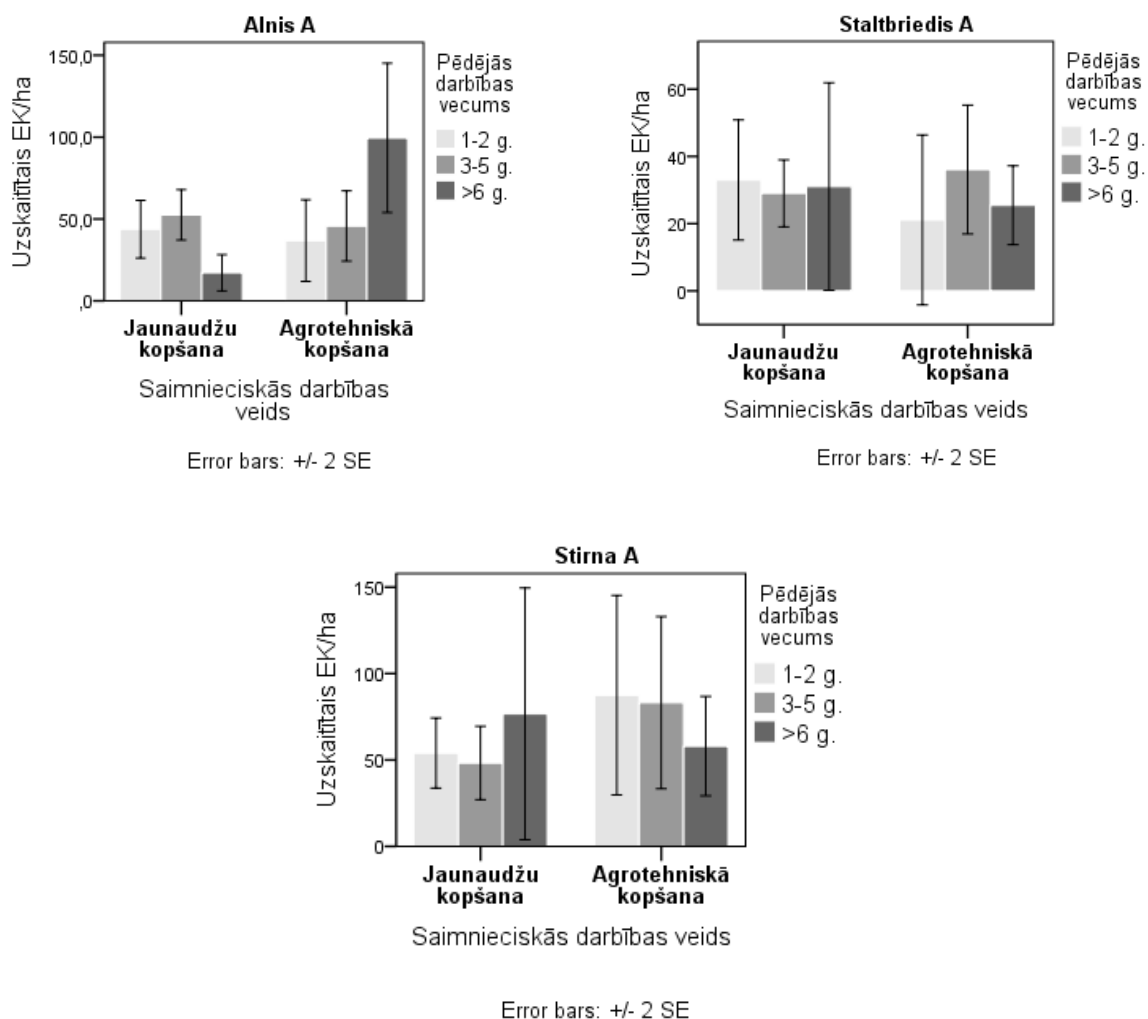 Alnis A
Uzskaitītais EK/ha
150,0
100,0
50,0
,0
Jaunaudžu
kopšana
Agrotehniskā
kopšana
Saimnieciskās darbības
veids
Pēdējās
darbības
vecums
1-2 g.
3-5 g.
>6 g.
Error bars: +/- 2 SE
Staltbriedis A
Uzskaitītais EK/ha
60
40
20
0
Jaunaudžu
kopšana
Agrotehniskā
kopšana
Saimnieciskās darbības veids
Pēdējās
darbības
vecums
1-2 g.
3-5 g.
>6 g.
Error bars: +/- 2 SE
Stirna A
Uzskaitītais EK/ha
150
100
50
0
Jaunaudžu
kopšana
Agrotehniskā
kopšana
Saimnieciskās darbības veids
Pēdējās
darbības
vecums
1-2 g.
3-5 g.
>6 g.
Error bars: +/- 2 SE